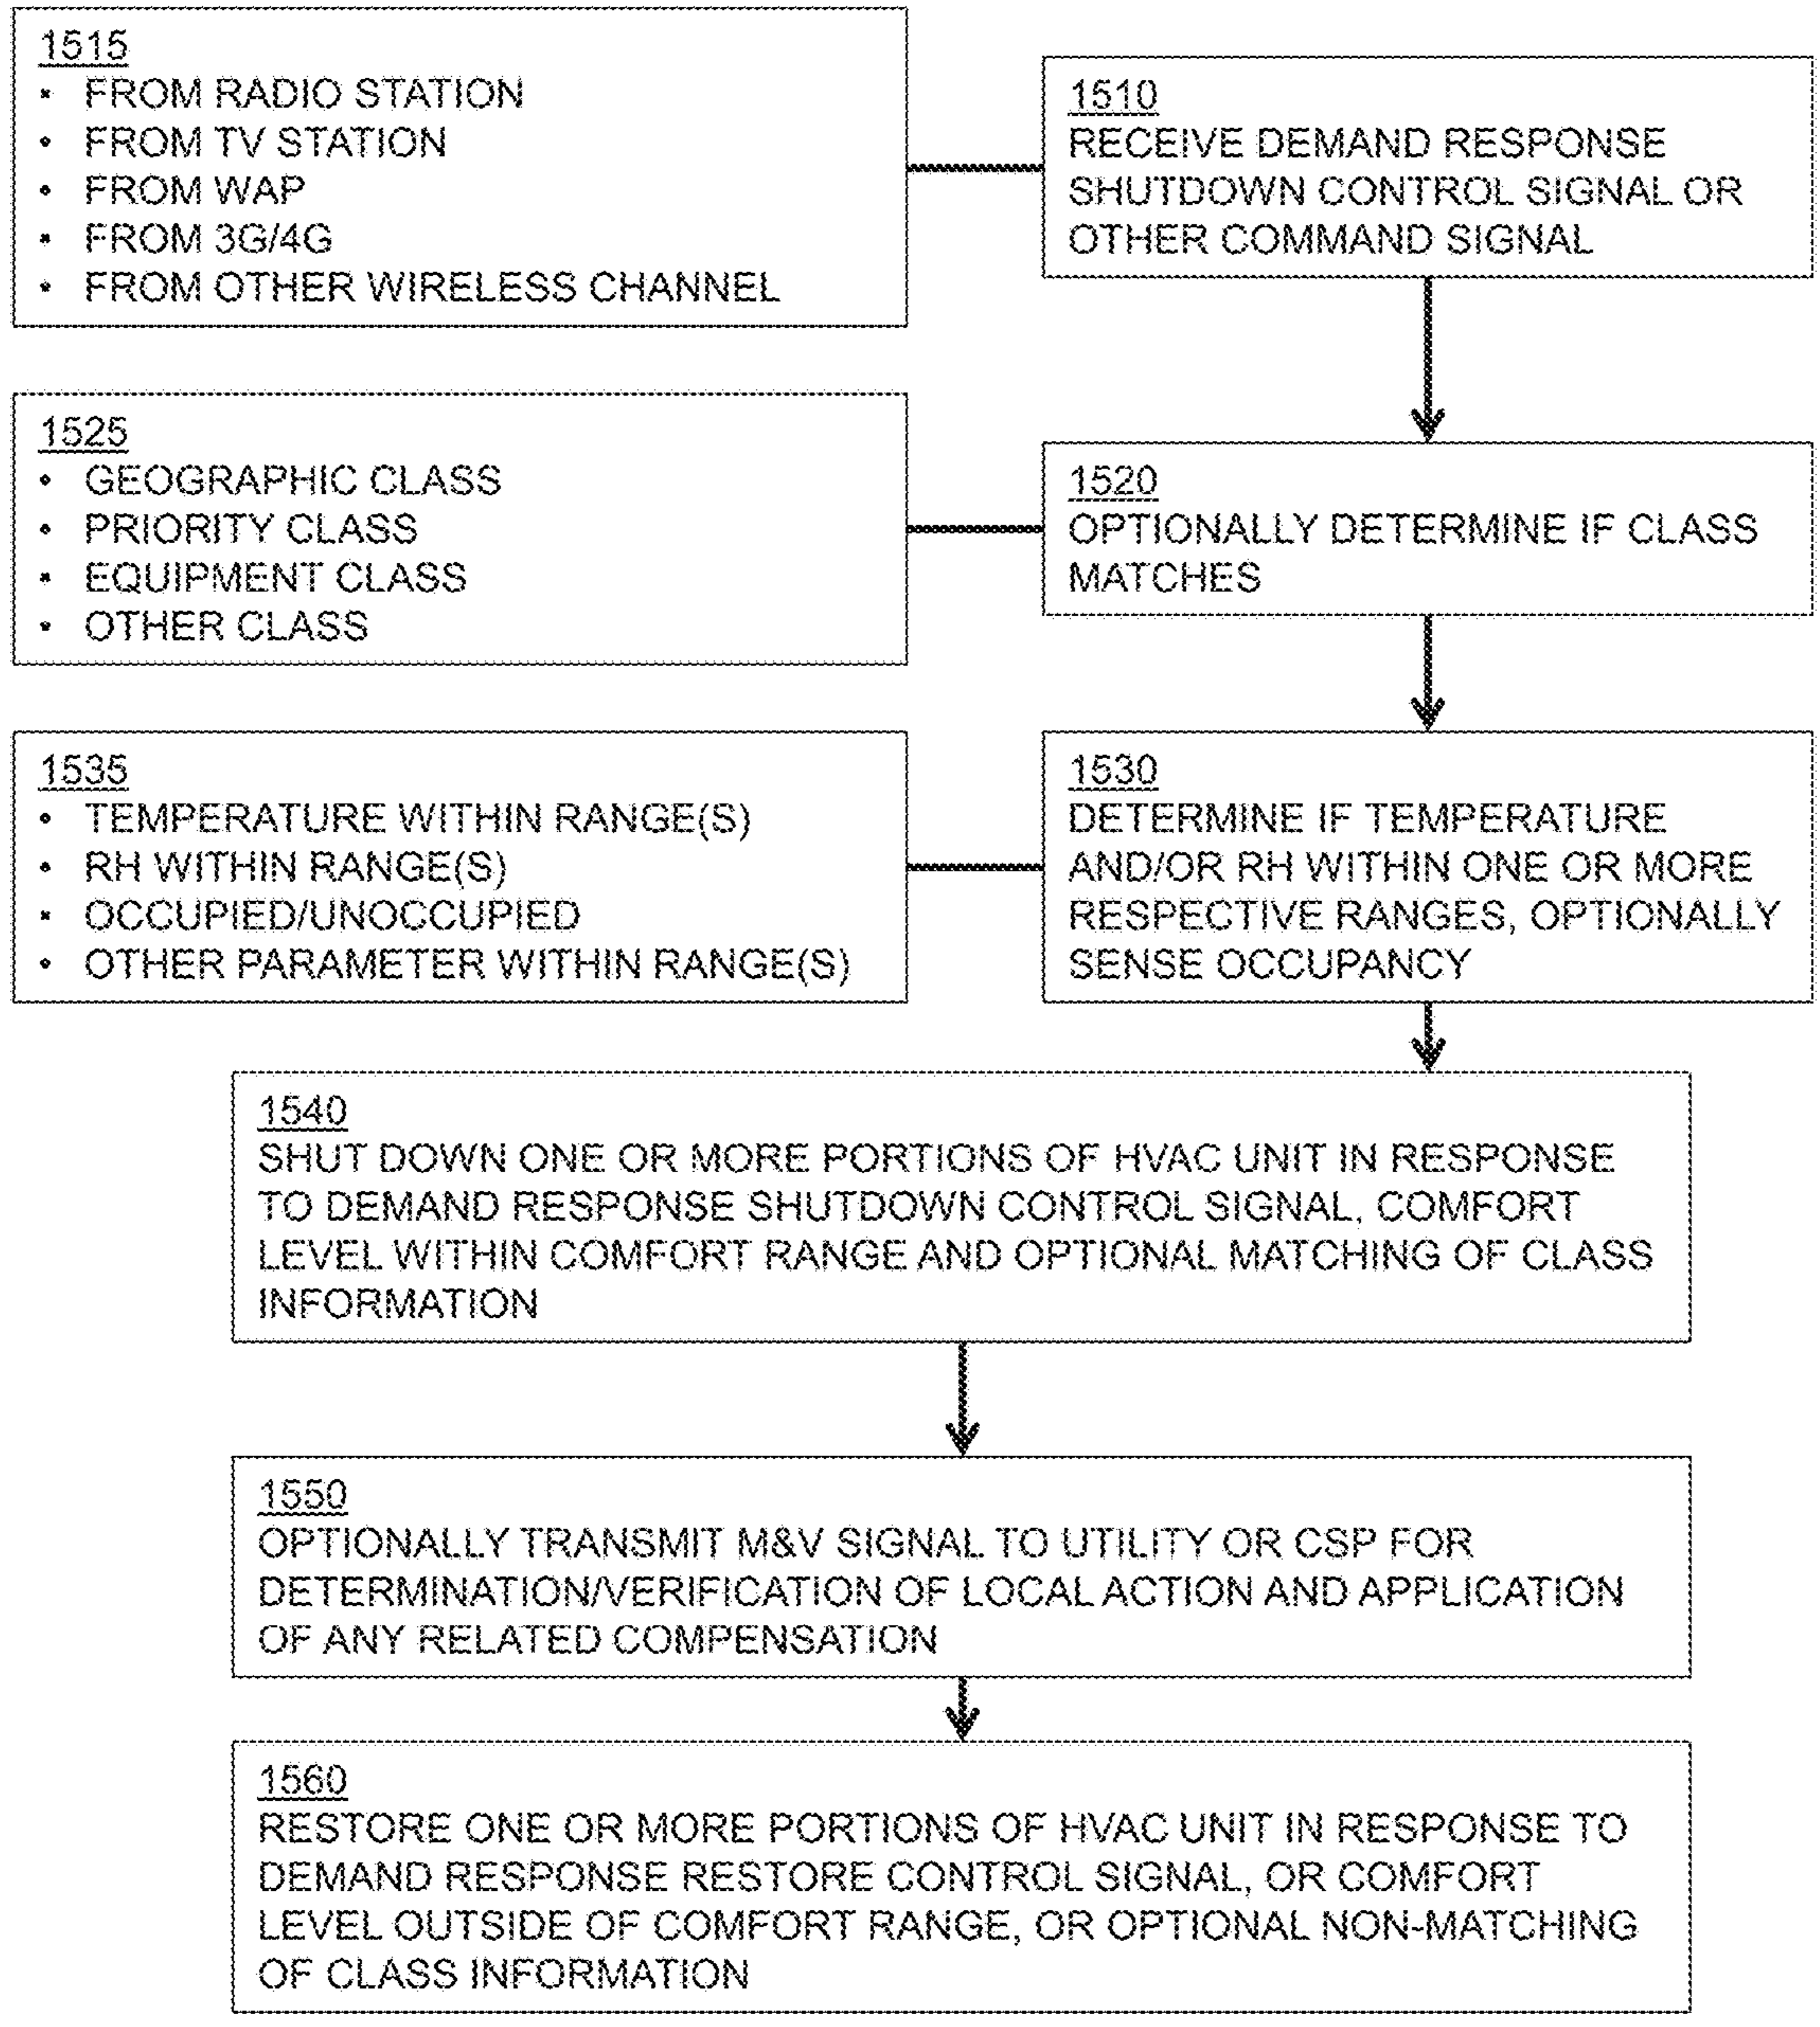 1515
• FROM RADIO STATION
• FROM TV STATION
• FROM WAP
• FROM 3G/4G
• FROM OTHER WIRELESS CHANNEL
1510
RECEIVE DEMAND RESPONSE
SHUTDOWN CONTROL SIGNAL OR
OTHER COMMAND SIGNAL
1525
• GEOGRAPHIC CLASS
• PRIORITY CLASS
• EQUIPMENT CLASS
• OTHER CLASS
1520
OPTIONALLY DETERMINE IF CLASS
MATCHES
1535
• TEMPERATURE WITHIN RANGE(S)
• RH WITHIN RANGE(S)
• OCCUPIED/UNOCCUPIED
• OTHER PARAMETER WITHIN RANGE(S)
1530
DETERMINE IF TEMPERATURE
AND/OR RH WITHIN ONE OR MORE
RESPECTIVE RANGES, OPTIONALLY
SENSE OCCUPANCY
1540
SHUT DOWN ONE OR MORE PORTIONS OF HVAC UNIT IN RESPONSE
TO DEMAND RESPONSE SHUTDOWN CONTROL SIGNAL, COMFORT
LEVEL WITHIN COMFORT RANGE AND OPTIONAL MATCHING OF CLASS
INFORMATION
1550
OPTIONALLY TRANSMIT M&V SIGNAL TO UTILITY OR CSP FOR
DETERMINATION/VERIFICATION OF LOCAL ACTION AND APPLICATION
OF ANY RELATED COMPENSATION
1560
RESTORE ONE OR MORE PORTIONS OF HVAC UNIT IN RESPONSE TO
DEMAND RESPONSE RESTORE CONTROL SIGNAL, OR COMFORT
LEVEL OUTSIDE OF COMFORT RANGE, OR OPTIONAL NON-MATCHING
OF CLASS INFORMATION